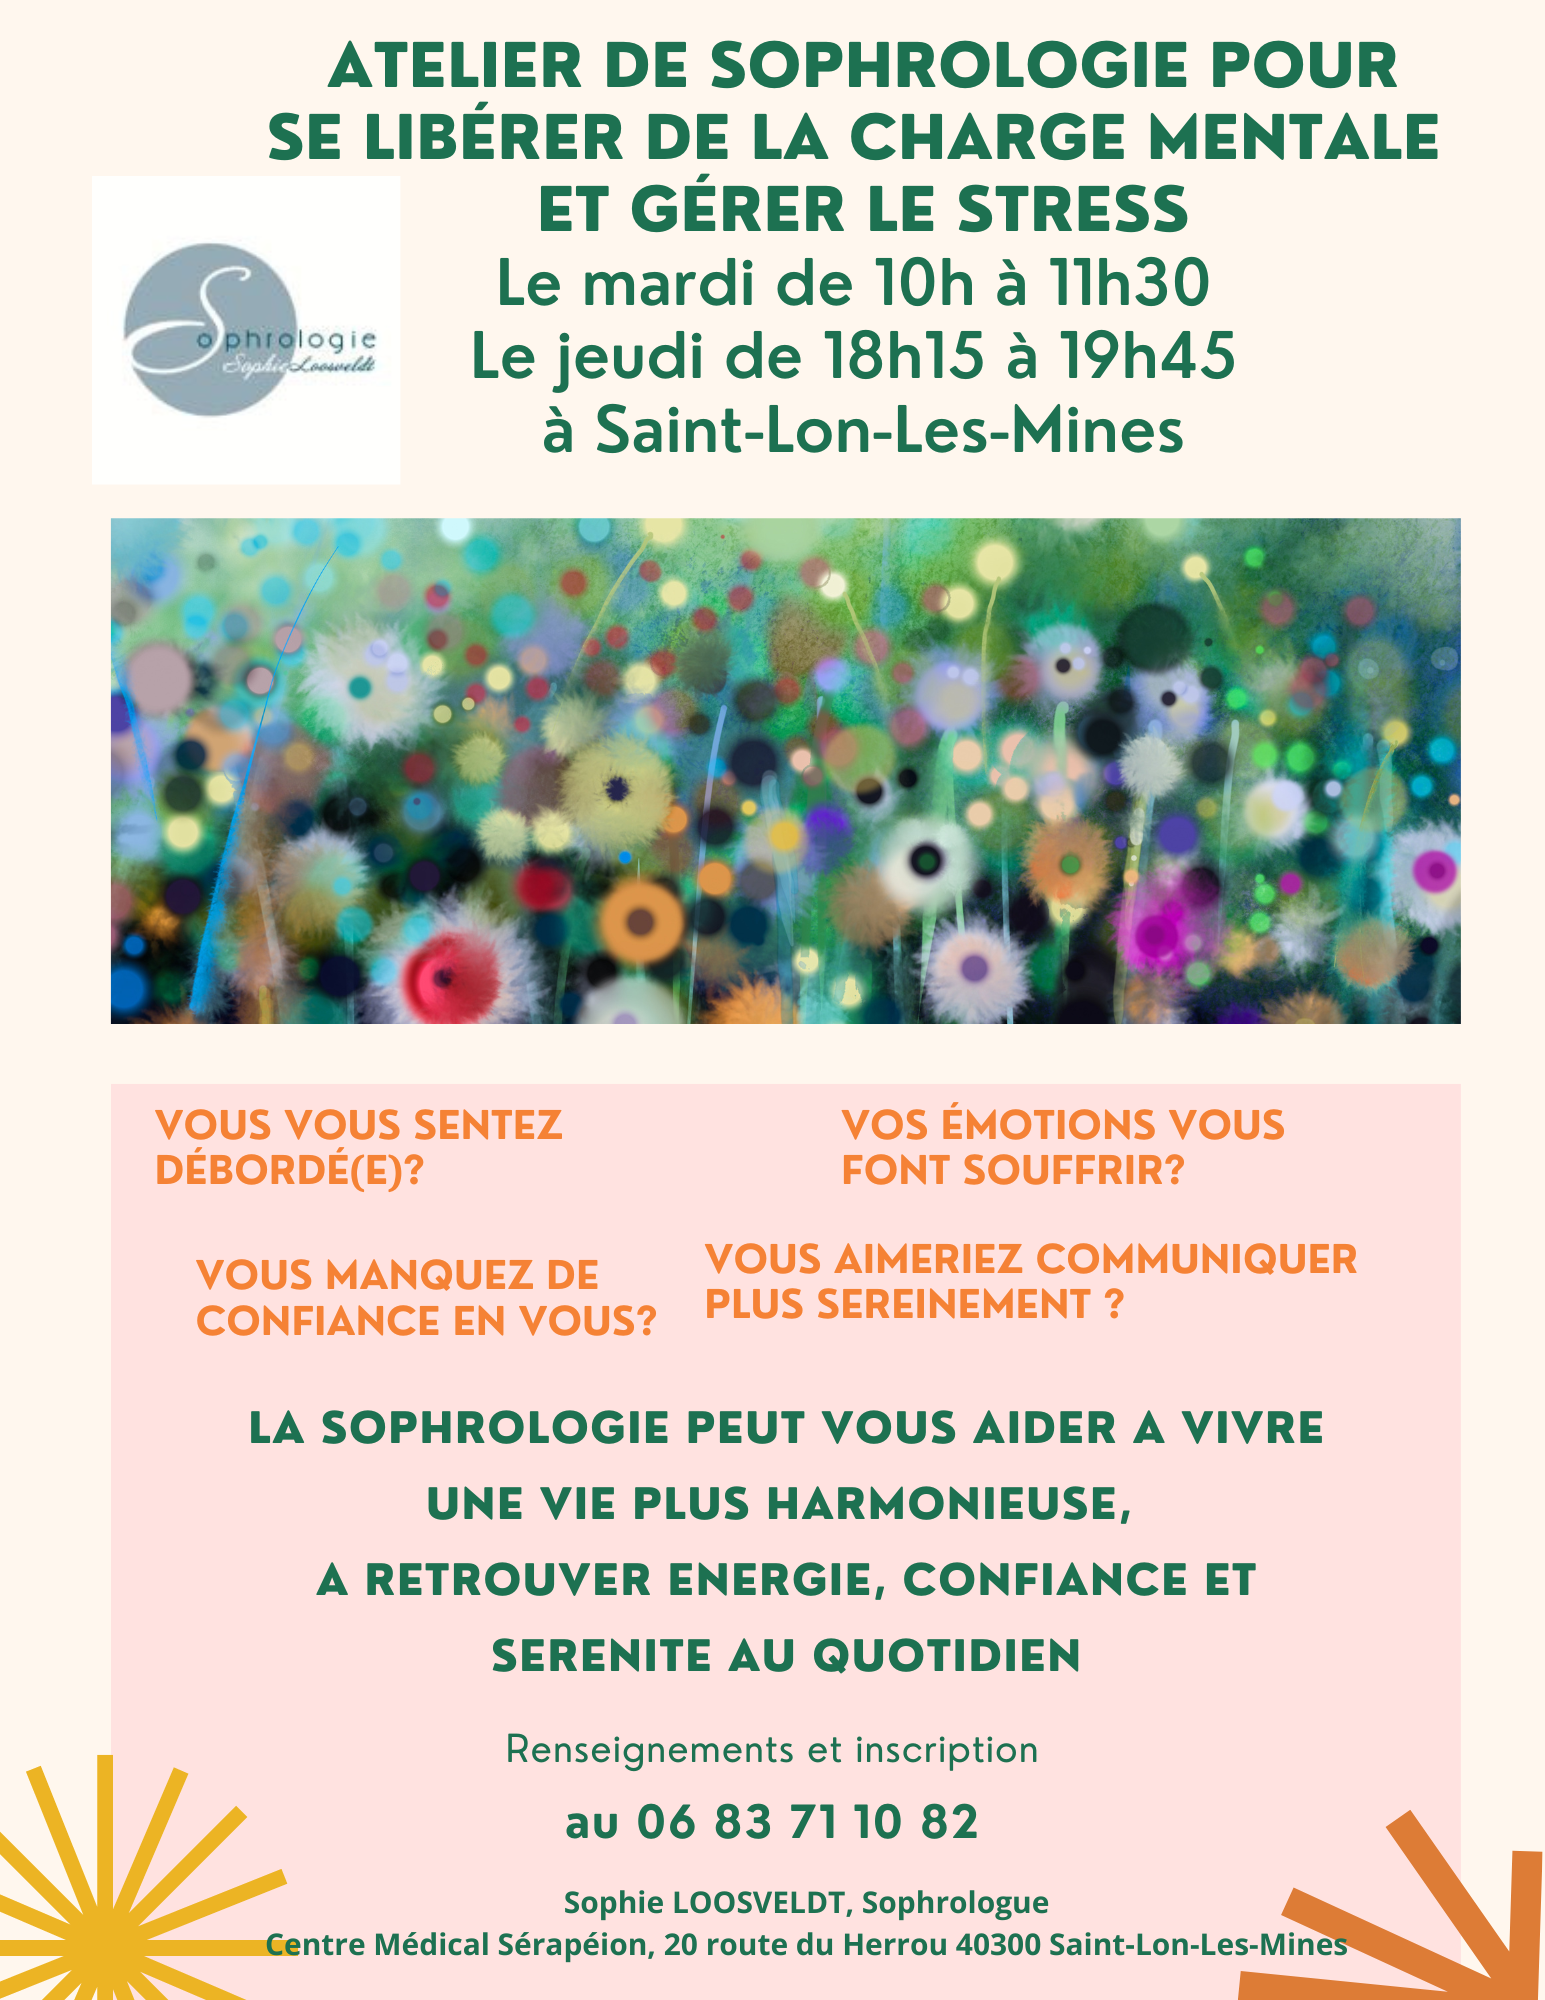 ATELIER DE SOPHROLOGIE POUR
SE LIBÉRER DE LA CHARGE MENTALE
ET GÉRER LE STRESS
Le mardi de 10h à 11h30
Le jeudi de 18h15 à 19h45
à Saint-Lon-Les-Mines
Sophrologie
Sophie Loosveldt
VOUS VOUS SENTEZ
DÉBORDÉ(E)?
VOS ÉMOTIONS VOUS
FONT SOUFFRIR?
VOUS MANQUEZ DE
CONFIANCE EN VOUS?
VOUS AIMERIEZ COMMUNIQUER
PLUS SEREINEMENT ?
LA SOPHROLOGIE PEUT VOUS AIDER A VIVRE
UNE VIE PLUS HARMONIEUSE,
A RETROUVER ENERGIE, CONFIANCE ET
SERENITE AU QUOTIDIEN
Renseignements et inscription
au 06 83 71 10 82
Sophie LOOSVELDT, Sophrologue
Centre Médical Sérapéion, 20 route du Herrou 40300 Saint-Lon-Les-Mines